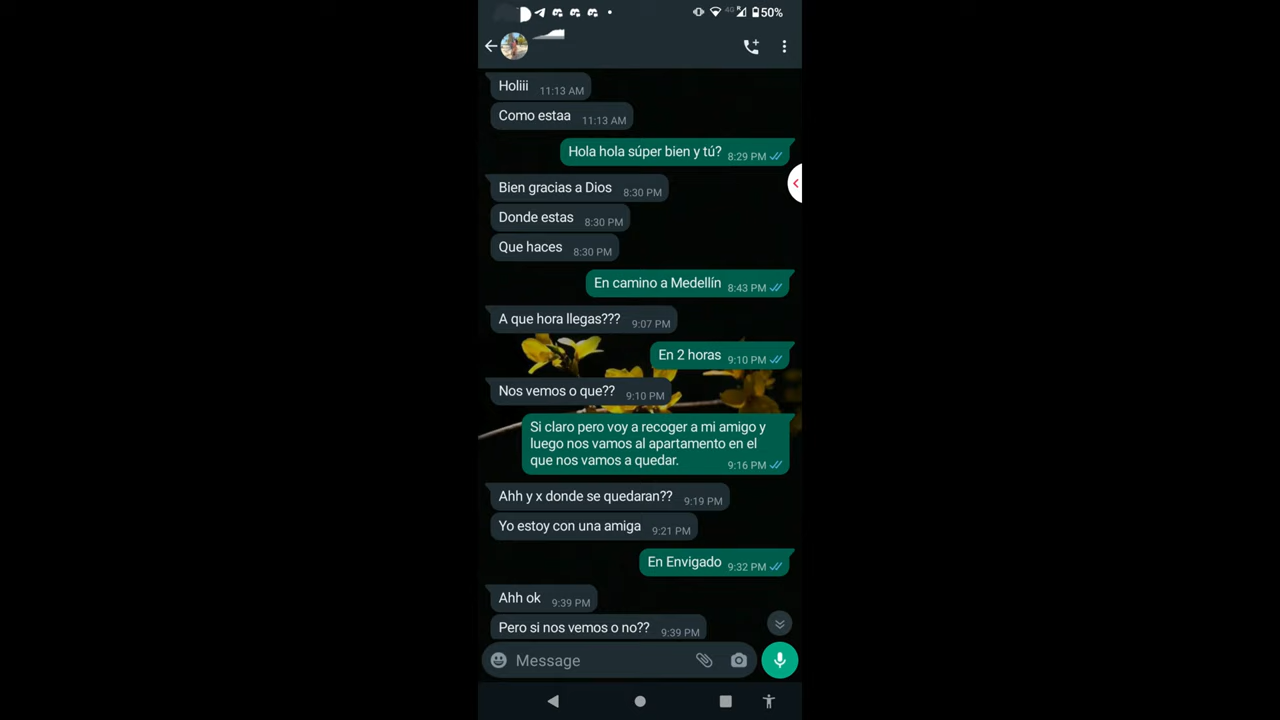 4G 50%
Holiii 11:13 AM
Como estaa 11:13 AM
Hola hola súper bien y tú? 8:29 PM
Bien gracias a Dios 8:30 PM
Donde estas 8:30 PM
Que haces 8:30 PM
En camino a Medellín 8:43 PM
A que hora llegas??? 9:07 PM
En 2 horas 9:10 PM
Nos vemos o que?? 9:10 PM
Si claro pero voy a recoger a mi amigo y
luego nos vamos al apartamento en el
que nos vamos a quedar. 9:16 PM
Ahh y x donde se quedaran?? 9:19 PM
Yo estoy con una amiga 9:21 PM
En Envigado 9:32 PM
Ahh ok 9:39 PM
Pero si nos vemos o no?? 9:39 PM
Message